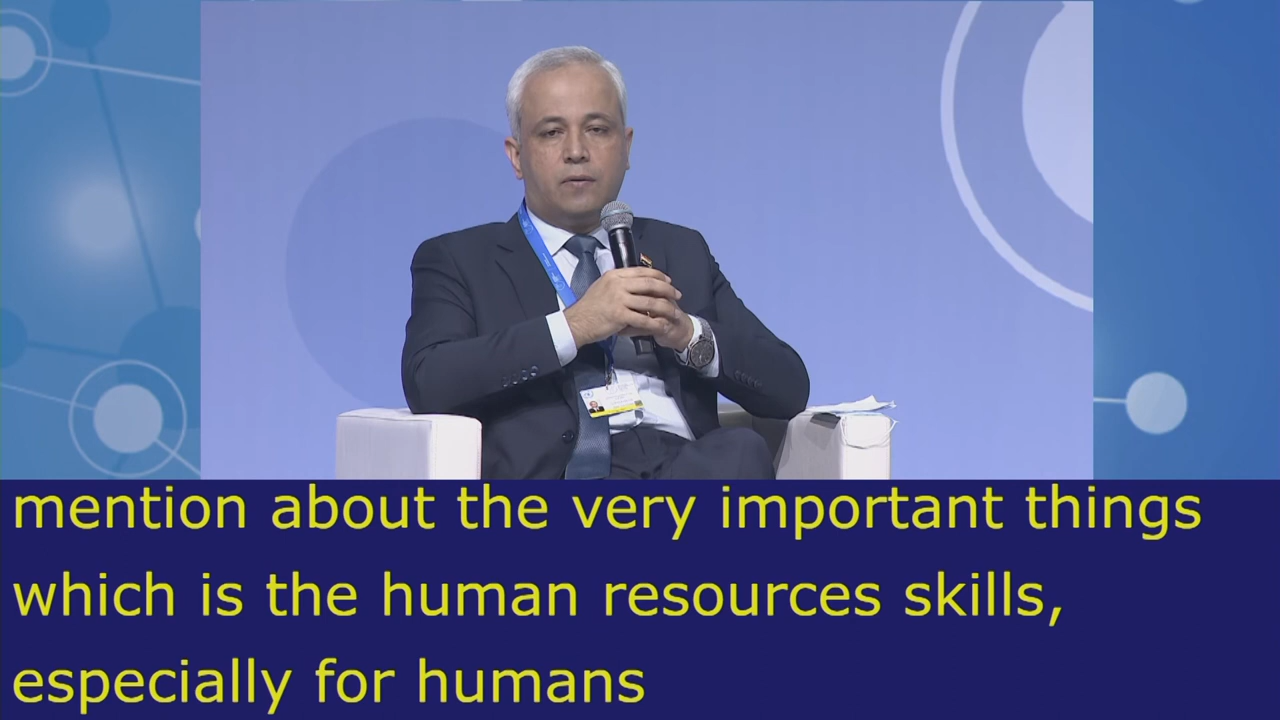 mention about the very important things
which is the human resources skills,
especially for humans